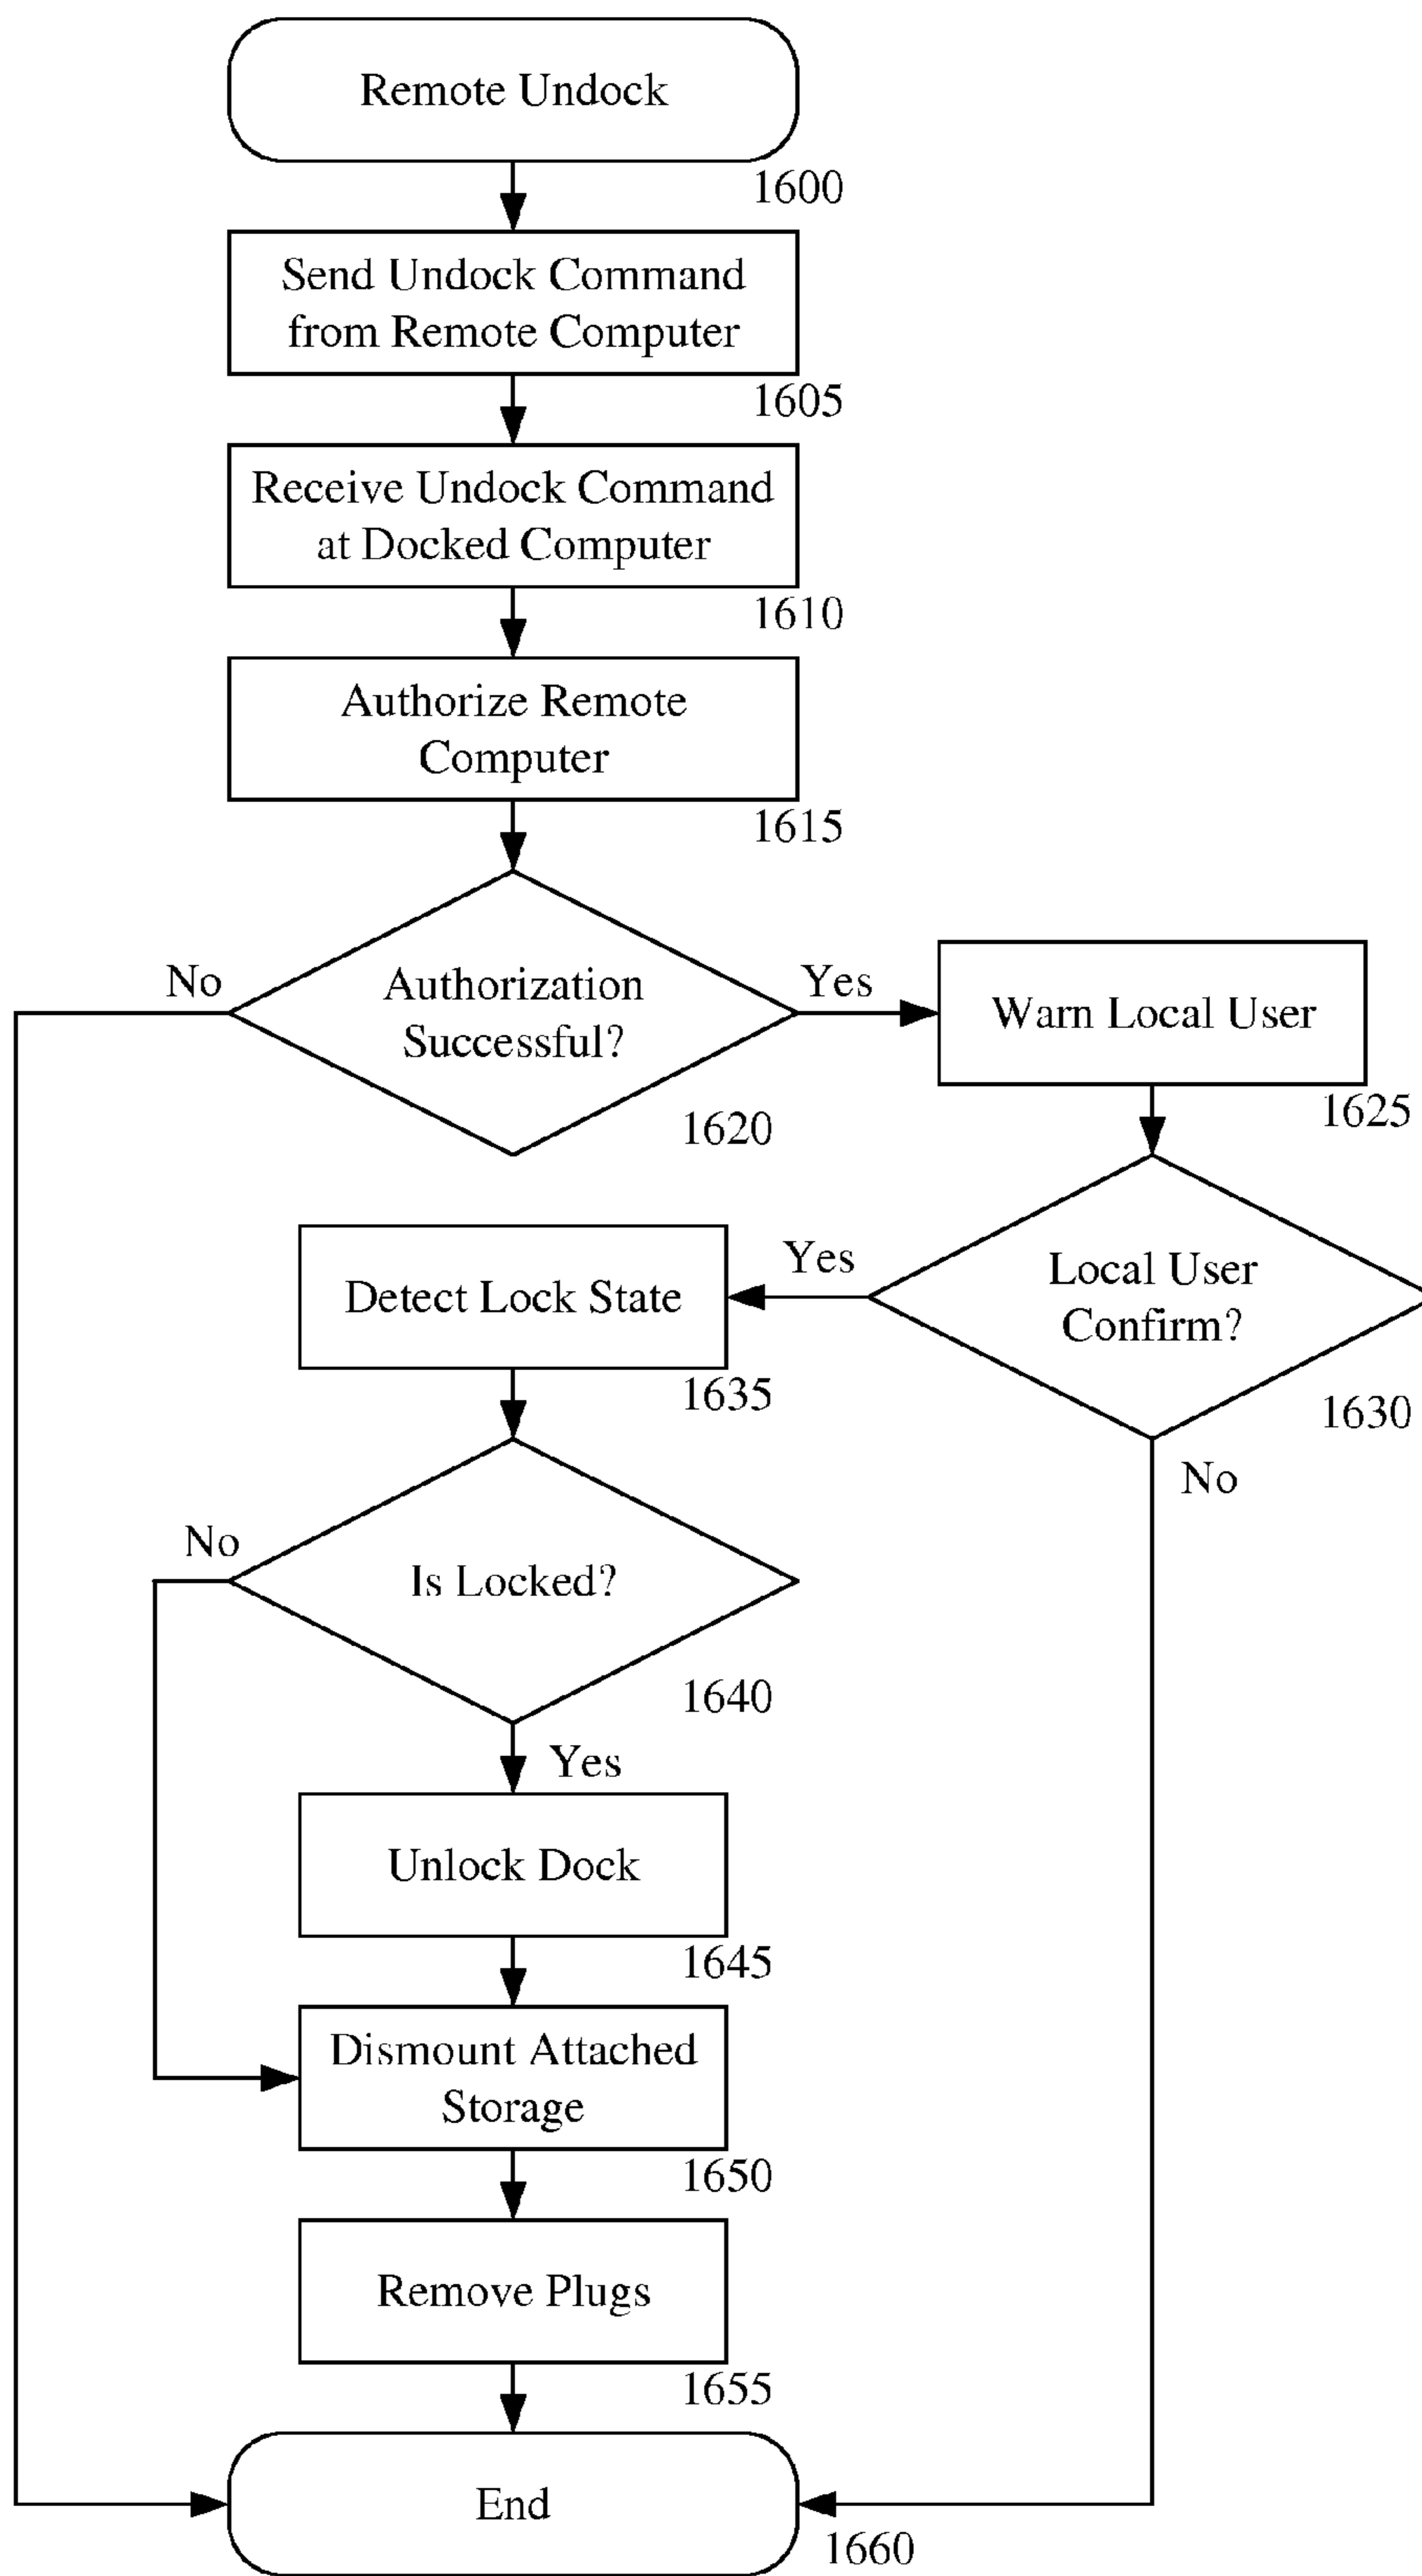 Remote Undock
1600
Send Undock Command
from Remote Computer
1605
Receive Undock Command
at Docked Computer
1610
Authorize Remote
Computer
1615
No
Authorization
Successful?
Yes
1620
Warn Local User
1625
Local User
Confirm?
Yes
1630
No
Detect Lock State
1635
No
Is Locked?
1640
Yes
Unlock Dock
1645
Dismount Attached
Storage
1650
Remove Plugs
1655
End
1660